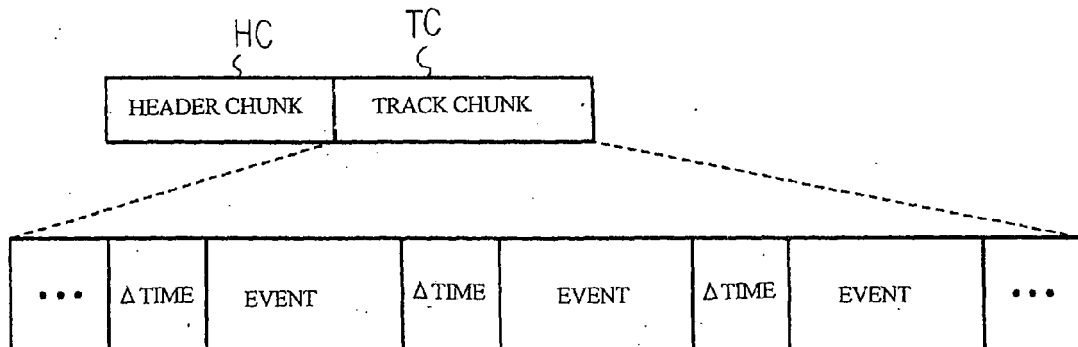 HC TC
HEADER CHUNK TRACK CHUNK
••• Δ TIME EVENT Δ TIME EVENT Δ TIME EVENT •••